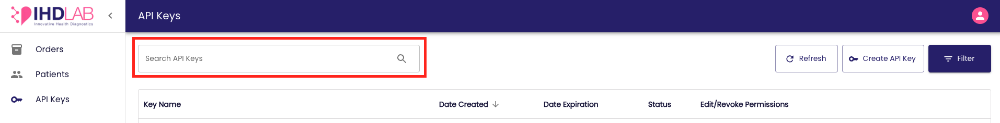 IHDLAB
Innovative Health Diagnostics
API Keys
Orders
Patients
API Keys
Search API Keys
Refresh
Create API Key
Filter
Key Name Date Created Date Expiration Status Edit/Revoke Permissions